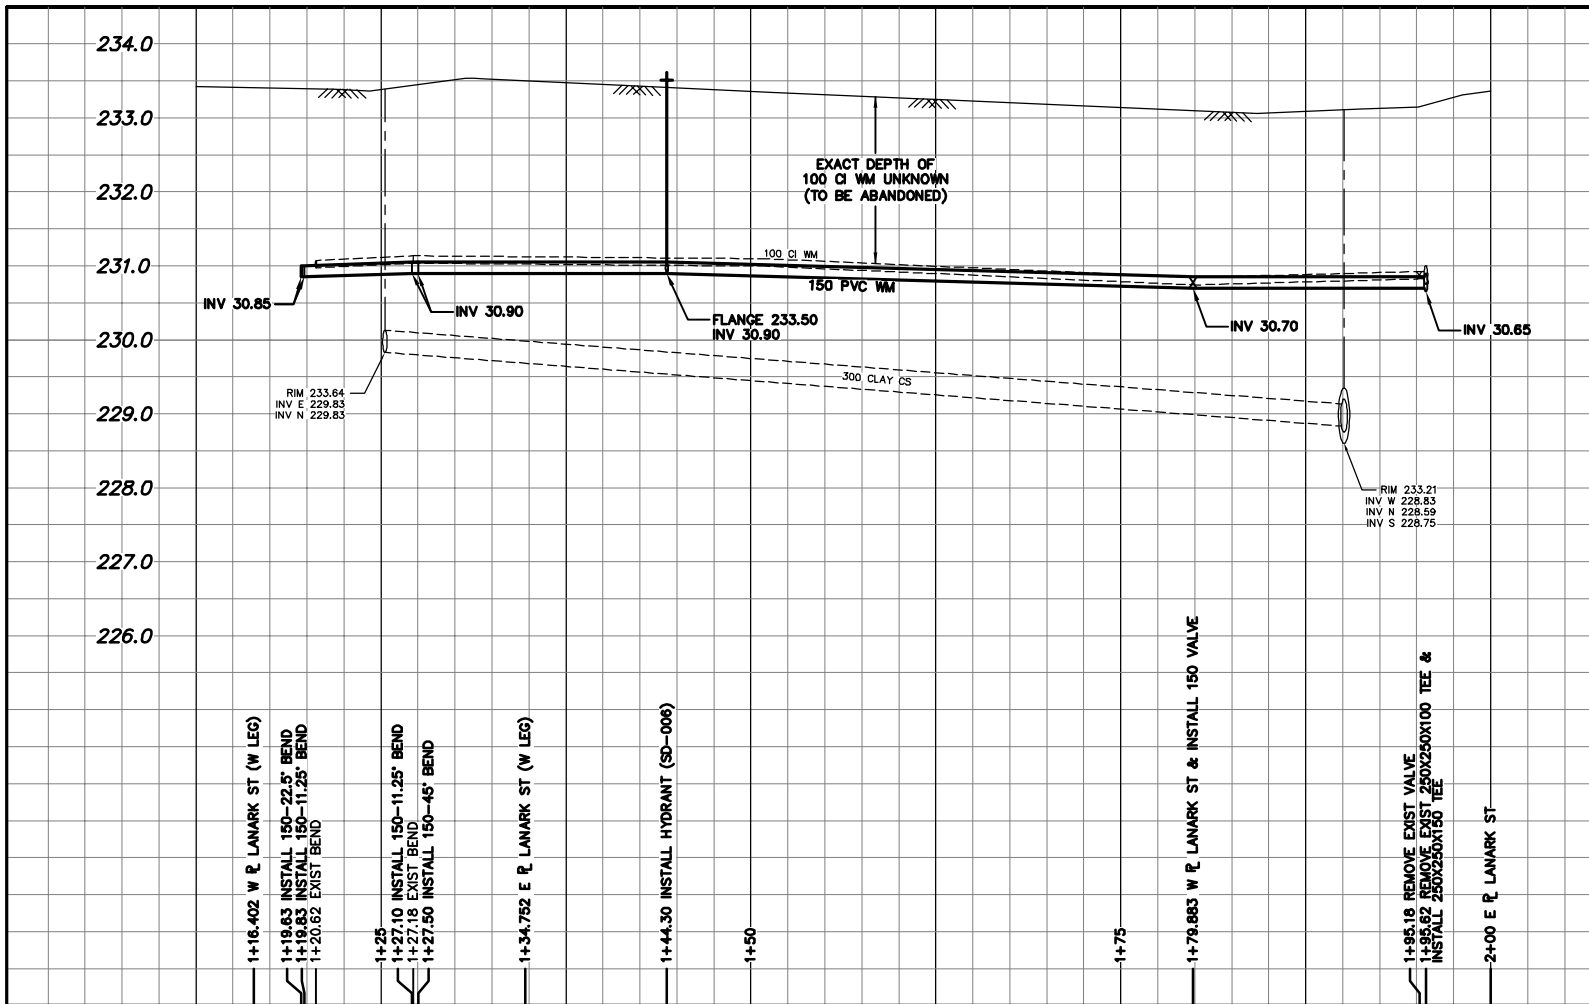 234.0
233.0
232.0
231.0
230.0
229.0
228.0
227.0
226.0
EXACT DEPTH OF
100 CI WM UNKNOWN
(TO BE ABANDONED)
100 CI WM
150 PVC WM
INV 30.85
INV 30.90
FLANGE 233.50
INV 30.90
INV 30.70
INV 30.65
300 CLAY CS
RIM 233.64
INV E 229.83
INV N 229.83
RIM 233.21
INV W 228.83
INV N 228.59
INV S 228.75
1+16.402 W PL LANARK ST (W LEG)
1+19.63 INSTALL 150-22.5° BEND
1+19.83 INSTALL 150-11.25° BEND
1+20.62 EXIST BEND
1+25
1+27.10 INSTALL 150-11.25° BEND
1+27.18 EXIST BEND
1+27.50 INSTALL 150-45° BEND
1+34.752 E PL LANARK ST (W LEG)
1+44.30 INSTALL HYDRANT (SD-006)
1+50
1+75
1+79.883 W PL LANARK ST & INSTALL 150 VALVE
1+95.18 REMOVE EXIST VALVE
1+95.62 REMOVE EXIST 250X250X100 TEE &
INSTALL 250X250X150 TEE
2+00 E PL LANARK ST